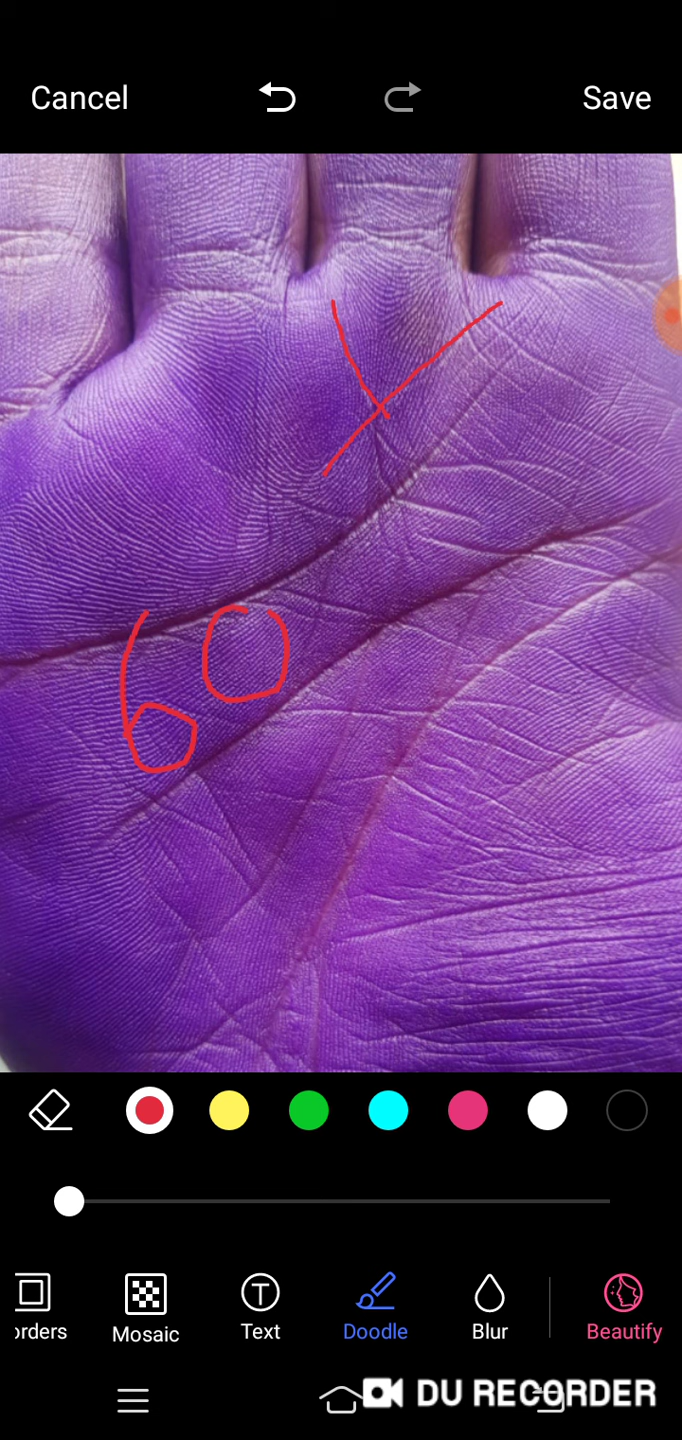 Cancel
Save
X
60
orders
Mosaic
Text
Doodle
Blur
Beautify
DU RECORDER